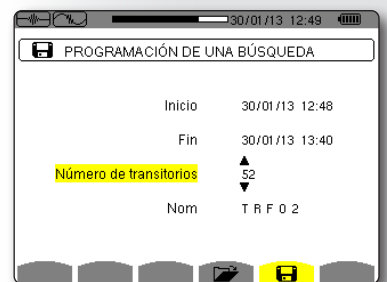 30/01/13 12:49
PROGRAMACIÓN DE UNA BÚSQUEDA
Inicio 30/01/13 12:48
Fin 30/01/13 13:40
Número de transitorios 52
Nom TRF02